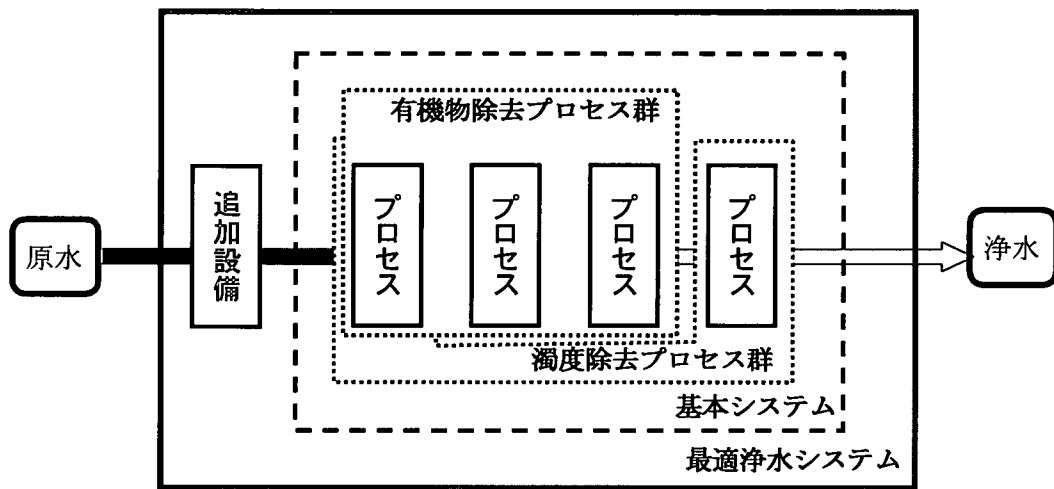 有機物除去プロセス群
原水
追加設備
プロセス
プロセス
プロセス
プロセス
浄水
濁度除去プロセス群
基本システム
最適浄水システム